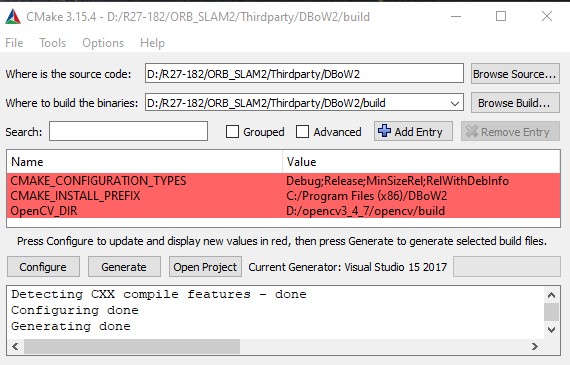 CMake 3.15.4 - D:/R27-182/ORB_SLAM2/Thirdparty/DBoW2/build
File Tools Options Help
Where is the source code: D:/R27-182/ORB_SLAM2/Thirdparty/DBoW2 Browse Source...
Where to build the binaries: D:/R27-182/ORB_SLAM2/Thirdparty/DBoW2/build Browse Build...
Search: Grouped Advanced Add Entry Remove Entry
Name Value
CMAKE_CONFIGURATION_TYPES Debug;Release;MinSizeRel;RelWithDebInfo
CMAKE_INSTALL_PREFIX C:/Program Files (x86)/DBoW2
OpenCV_DIR D:/opencv3_4_7/opencv/build
Press Configure to update and display new values in red, then press Generate to generate selected build files.
Configure Generate Open Project Current Generator: Visual Studio 15 2017
Detecting CXX compile features - done
Configuring done
Generating done